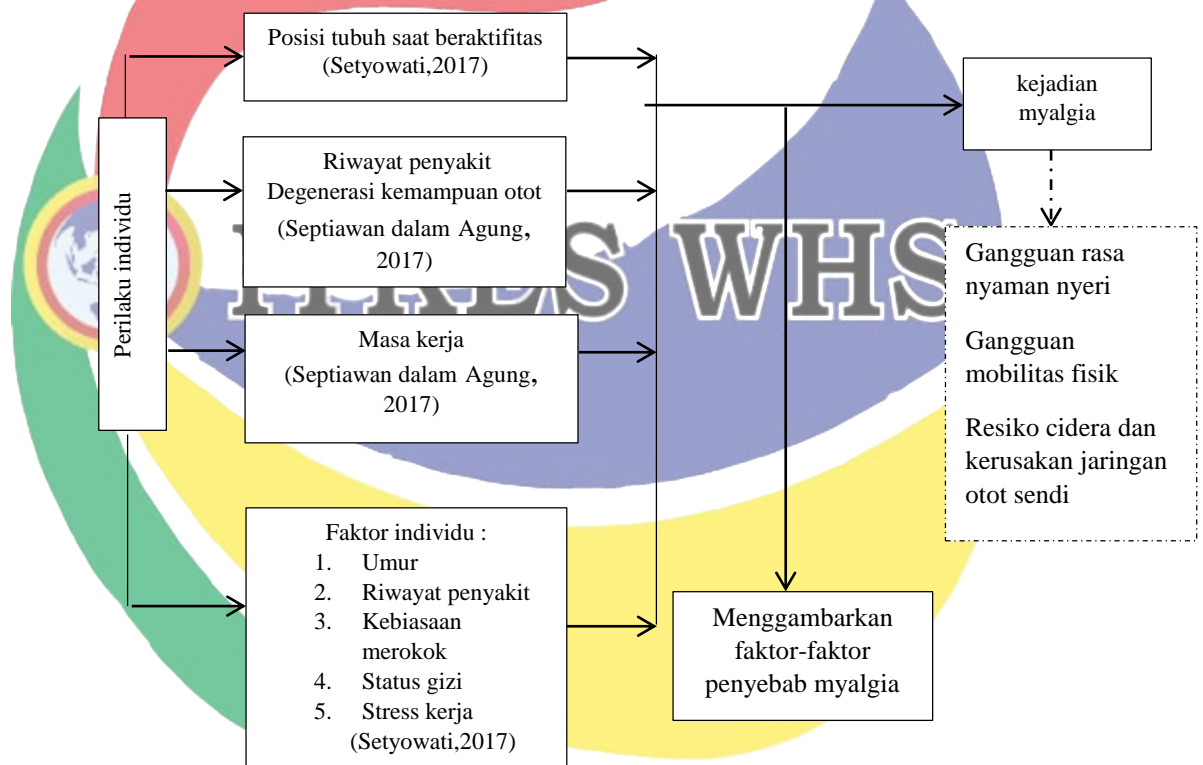 Perilaku individu
Posisi tubuh saat beraktifitas
(Setyowati,2017)
Riwayat penyakit
Degenerasi kemampuan otot
(Septiawan dalam Agung,
2017)
Masa kerja
(Septiawan dalam Agung,
2017)
Faktor individu :
1. Umur
2. Riwayat penyakit
3. Kebiasaan
merokok
4. Status gizi
5. Stress kerja
(Setyowati,2017)
kejadian
myalgia
Gangguan rasa
nyaman nyeri
Gangguan
mobilitas fisik
Resiko cidera dan
kerusakan jaringan
otot sendi
Menggambarkan
faktor-faktor
penyebab myalgia
WHS